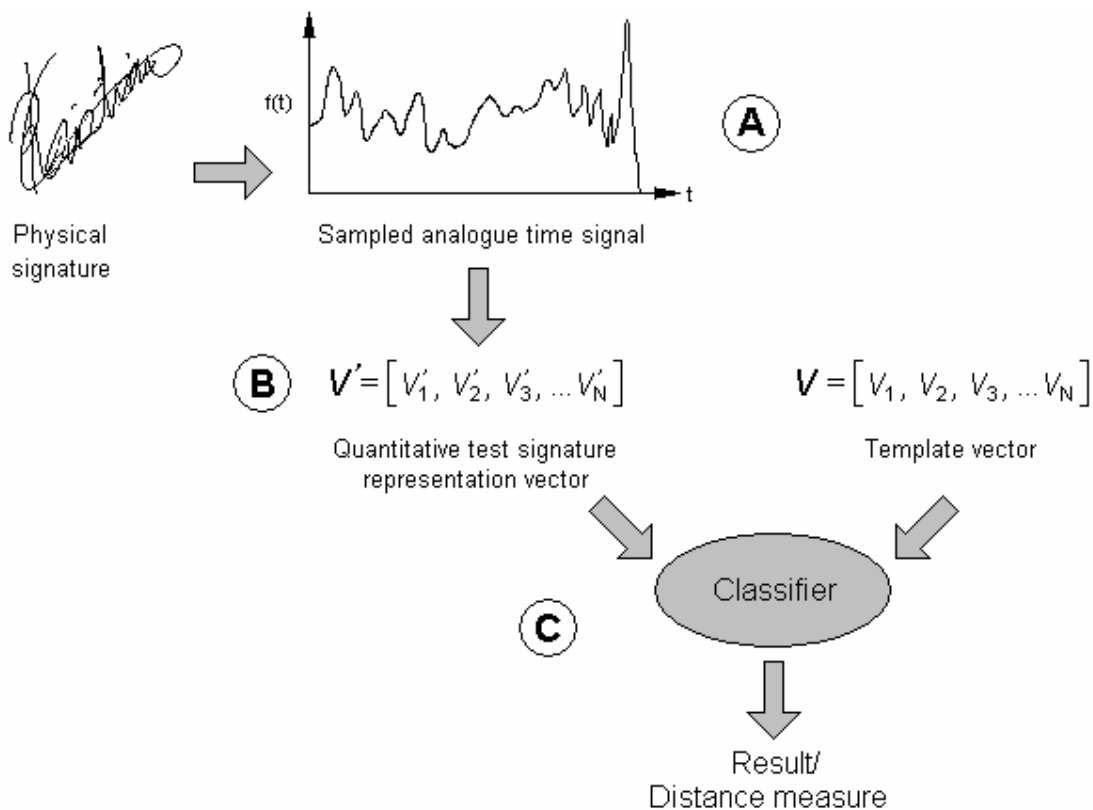 f(t)
A
t
Physical
signature
Sampled analogue time signal
B
V´= [ V´1, V´2, V´3, ... V´N ]
V = [ V1, V2, V3, ... VN ]
Quantitative test signature
representation vector
Template vector
Classifier
C
Result/
Distance measure